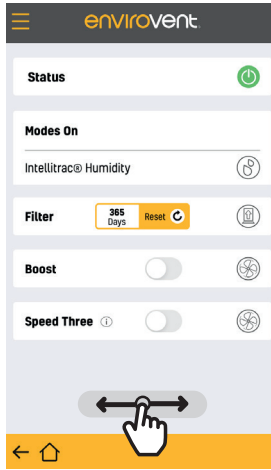 envirovent
Status
Modes On
Intellitrac® Humidity
Filter
365
Days
Reset
Boost
Speed Three
i